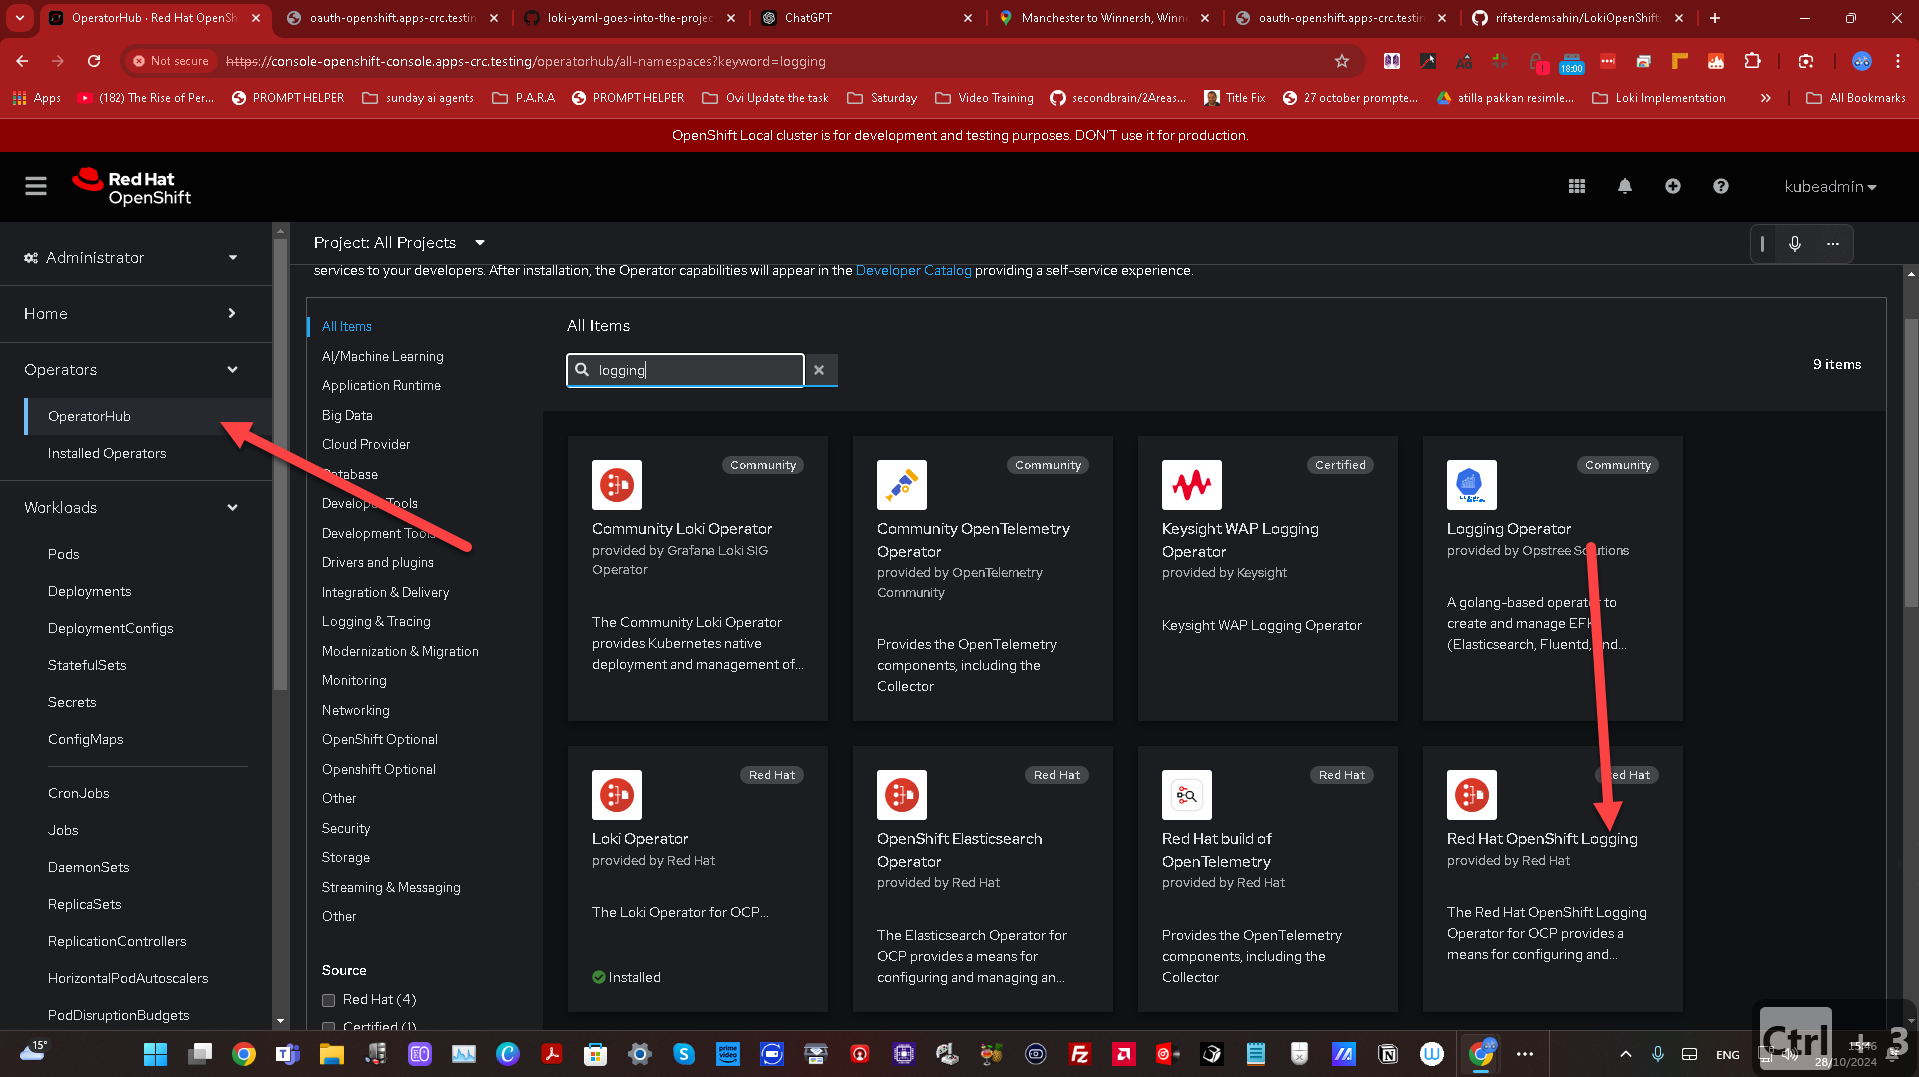 OperatorHub · Red Hat OpenSh
oauth-openshift.apps-crc.testin
loki-yaml-goes-into-the-projec
ChatGPT
Manchester to Winnersh, Winn
oauth-openshift.apps-crc.testin
rifaterdemsahin/LokiOpenShift
Not secure
https://console-openshift-console.apps-crc.testing/operatorhub/all-namespaces?keyword=logging
18:00
Apps
(182) The Rise of Per...
PROMPT HELPER
sunday ai agents
P.A.R.A
PROMPT HELPER
Ovi Update the task
Saturday
Video Training
secondbrain/2Areas...
Title Fix
27 october prompte...
atilla pakkan resimle...
Loki Implementation
All Bookmarks
OpenShift Local cluster is for development and testing purposes. DON'T use it for production.
Red Hat
OpenShift
kubeadmin
Administrator
Home
Operators
OperatorHub
Installed Operators
Workloads
Pods
Deployments
DeploymentConfigs
StatefulSets
Secrets
ConfigMaps
CronJobs
Jobs
DaemonSets
ReplicaSets
ReplicationControllers
HorizontalPodAutoscalers
PodDisruptionBudgets
Project: All Projects
services to your developers. After installation, the Operator capabilities will appear in the Developer Catalog providing a self-service experience.
All Items
AI/Machine Learning
Application Runtime
Big Data
Cloud Provider
Database
Developer Tools
Development Tools
Drivers and plugins
Integration & Delivery
Logging & Tracing
Modernization & Migration
Monitoring
Networking
OpenShift Optional
Openshift Optional
Other
Security
Storage
Streaming & Messaging
Other
Source
Red Hat (4)
Certified (1)
All Items
logging
9 items
Community
Community Loki Operator
provided by Grafana Loki SIG
Operator
The Community Loki Operator
provides Kubernetes native
deployment and management of...
Community
Community OpenTelemetry
Operator
provided by OpenTelemetry
Community
Provides the OpenTelemetry
components, including the
Collector
Certified
Keysight WAP Logging
Operator
provided by Keysight
Keysight WAP Logging Operator
Community
Logging Operator
provided by Opstree Solutions
A golang-based operator to
create and manage EFK
(Elasticsearch, Fluentd, and...
Red Hat
Loki Operator
provided by Red Hat
The Loki Operator for OCP...
Installed
Red Hat
OpenShift Elasticsearch
Operator
provided by Red Hat
The Elasticsearch Operator for
OCP provides a means for
configuring and managing an...
Red Hat
Red Hat build of
OpenTelemetry
provided by Red Hat
Provides the OpenTelemetry
components, including the
Collector
Red Hat
Red Hat OpenShift Logging
provided by Red Hat
The Red Hat OpenShift Logging
Operator for OCP provides a
means for configuring and...
Ctrl + 3
15°
ENG
15:46
28/10/2024